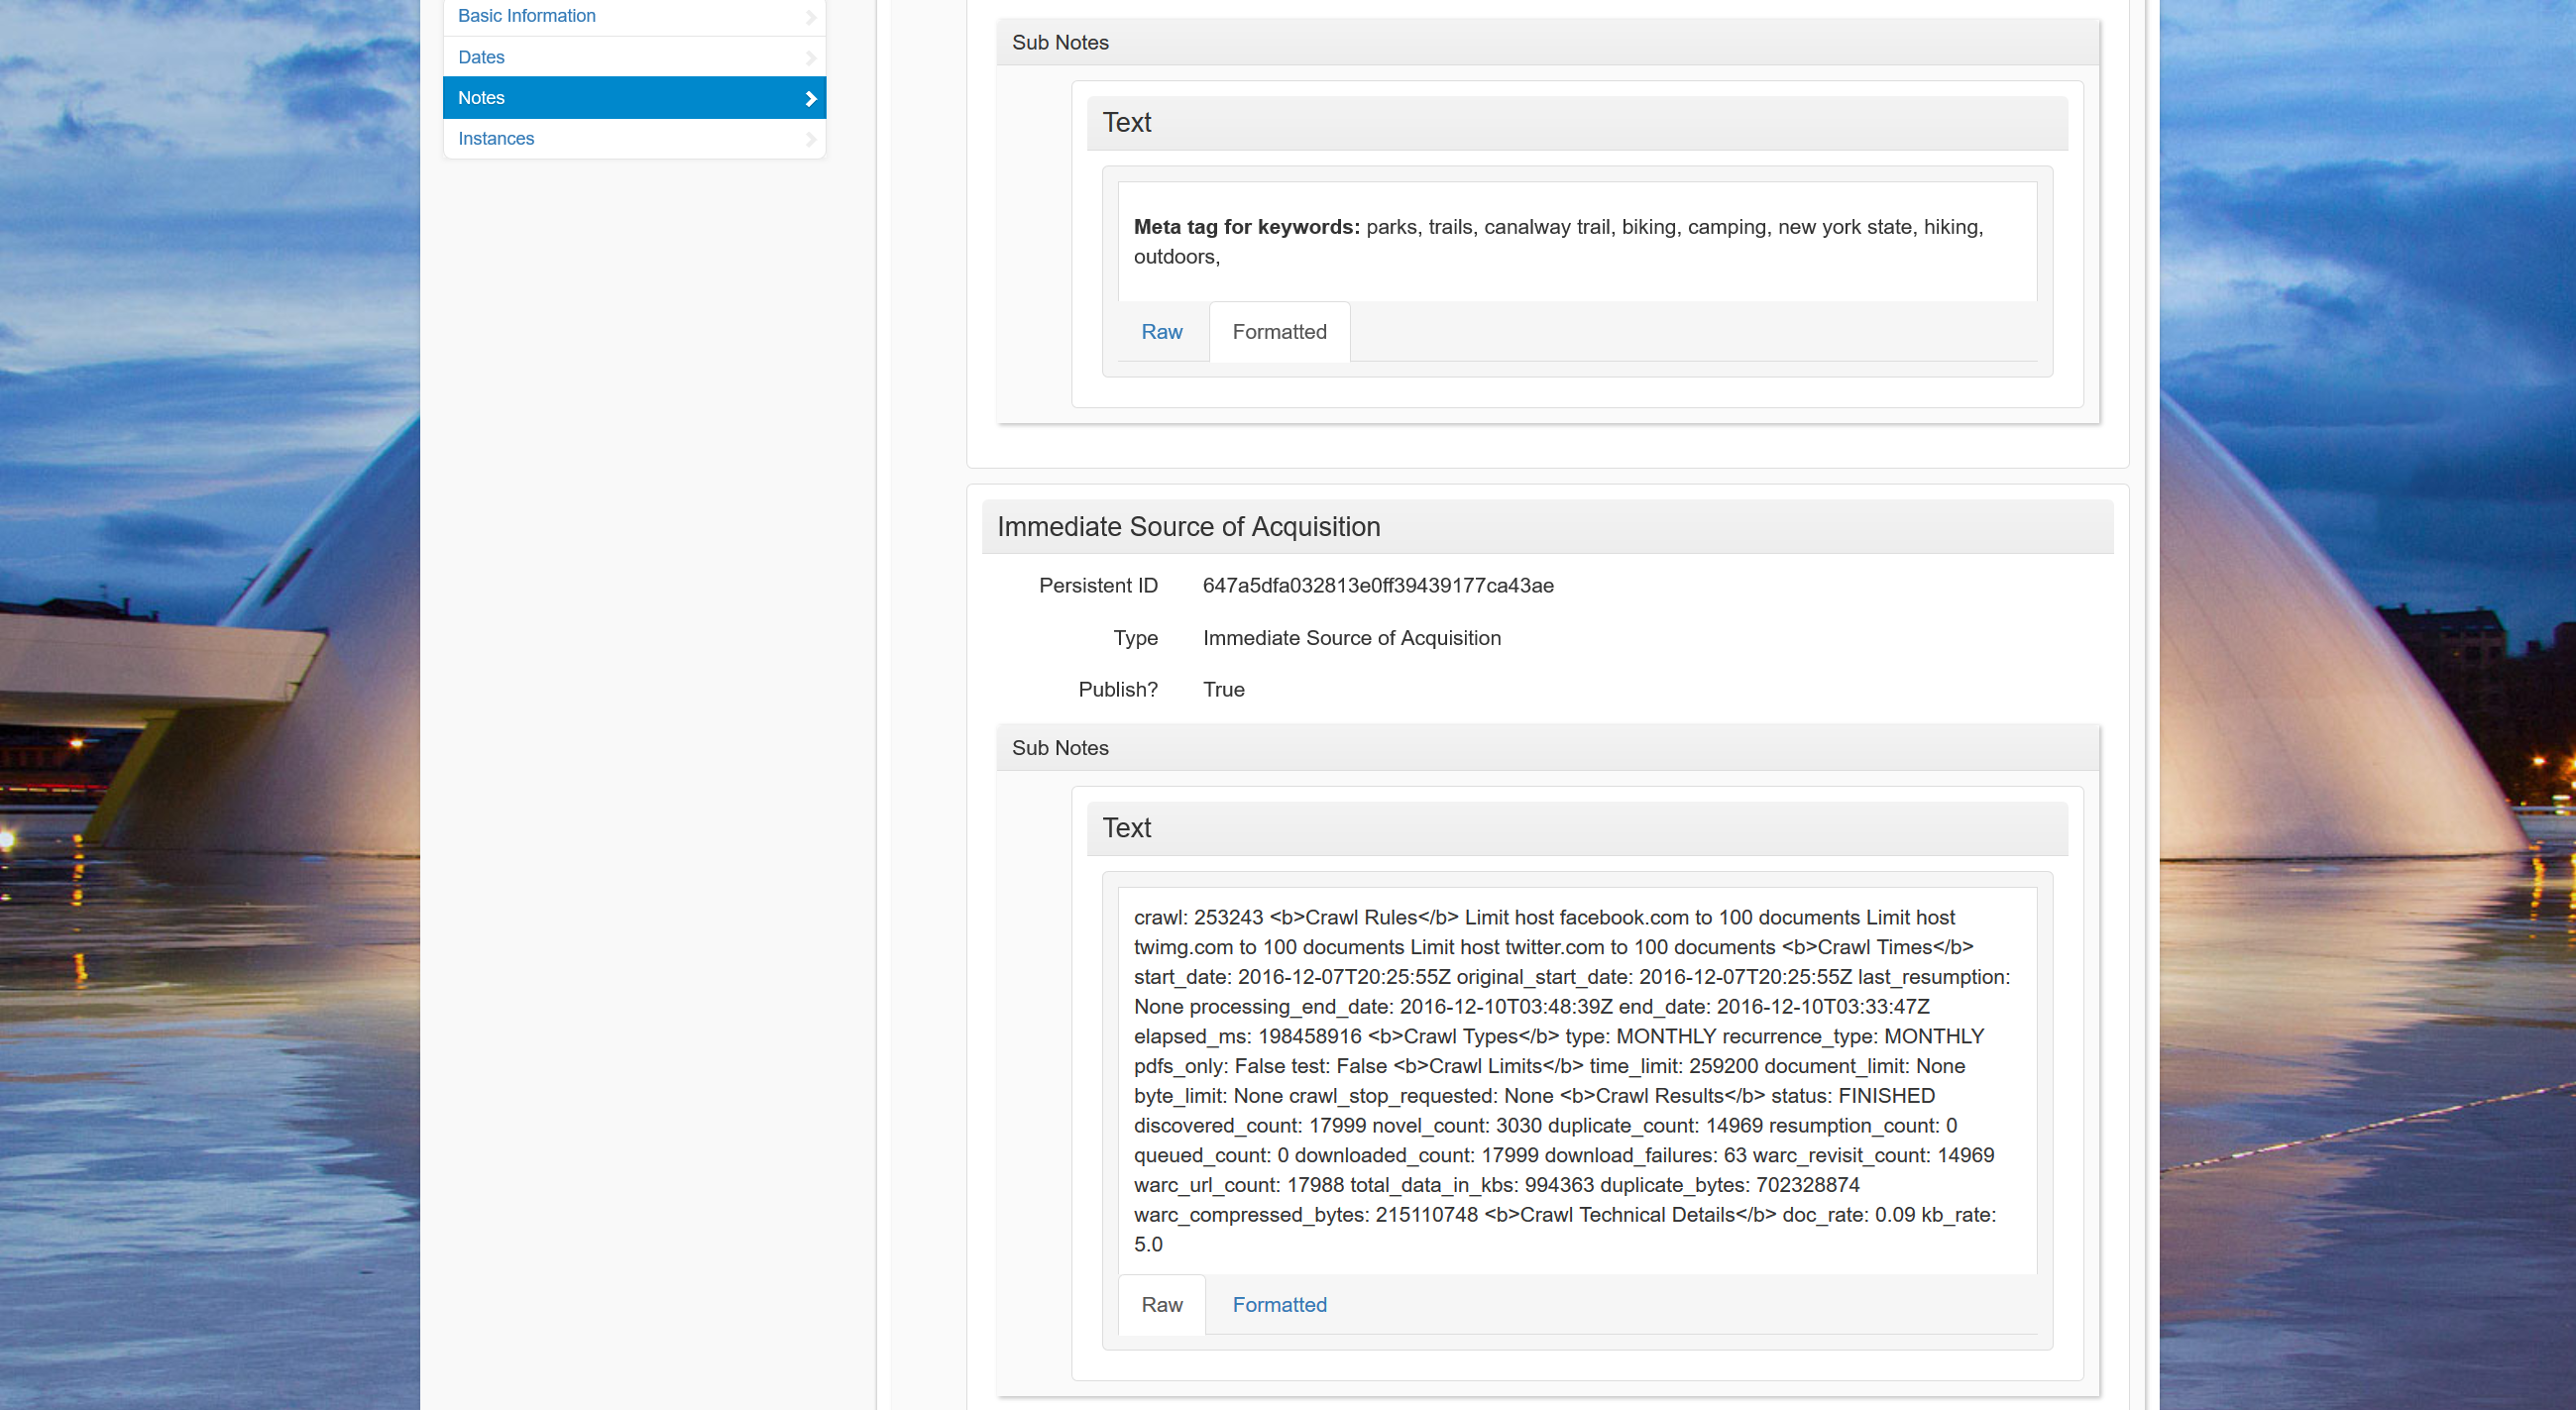 Basic Information
Dates
Notes
Instances
Sub Notes
Text
Meta tag for keywords: parks, trails, canalway trail, biking, camping, new york state, hiking,
outdoors,
Raw
Formatted
Immediate Source of Acquisition
Persistent ID 647a5dfa032813e0ff39439177ca43ae
Type Immediate Source of Acquisition
Publish? True
Sub Notes
Text
crawl: 253243 <b>Crawl Rules</b> Limit host facebook.com to 100 documents Limit host
twimg.com to 100 documents Limit host twitter.com to 100 documents <b>Crawl Times</b>
start_date: 2016-12-07T20:25:55Z original_start_date: 2016-12-07T20:25:55Z last_resumption:
None processing_end_date: 2016-12-10T03:48:39Z end_date: 2016-12-10T03:33:47Z
elapsed_ms: 198458916 <b>Crawl Types</b> type: MONTHLY recurrence_type: MONTHLY
pdfs_only: False test: False <b>Crawl Limits</b> time_limit: 259200 document_limit: None
byte_limit: None crawl_stop_requested: None <b>Crawl Results</b> status: FINISHED
discovered_count: 17999 novel_count: 3030 duplicate_count: 14969 resumption_count: 0
queued_count: 0 downloaded_count: 17999 download_failures: 63 warc_revisit_count: 14969
warc_url_count: 17988 total_data_in_kbs: 994363 duplicate_bytes: 702328874
warc_compressed_bytes: 215110748 <b>Crawl Technical Details</b> doc_rate: 0.09 kb_rate:
5.0
Raw
Formatted